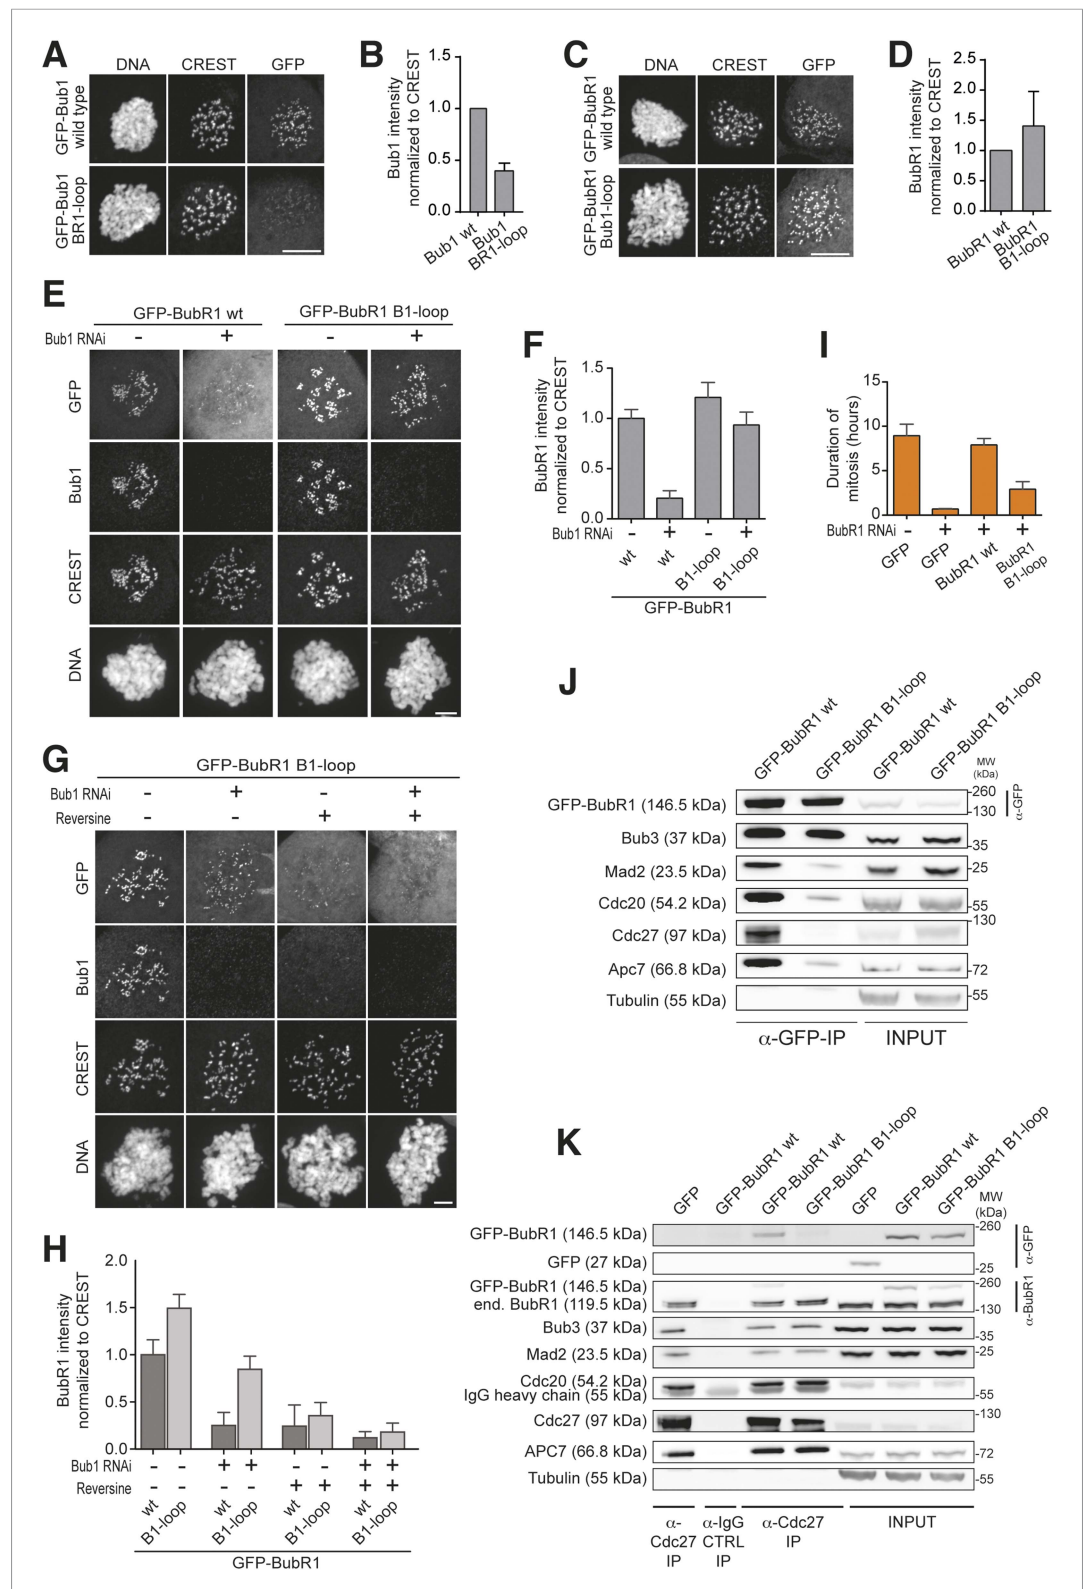 A
DNA CREST GFP
GFP-Bub1 wild type
GFP-Bub1 BR1-loop
B
Bub1 intensity normalized to CREST
1.5
1.0
0.5
0.0
Bub1 wt
Bub1 BR1-loop
C
DNA CREST GFP
GFP-BubR1 wild type
GFP-BubR1 Bub1-loop
D
BubR1 intensity normalized to CREST
2.5
2.0
1.5
1.0
0.5
0.0
BubR1 wt
BubR1 B1-loop
E
GFP-BubR1 wt GFP-BubR1 B1-loop
Bub1 RNAi - + - +
GFP
Bub1
CREST
DNA
F
BubR1 intensity normalized to CREST
1.5
1.0
0.5
0.0
Bub1 RNAi - + - +
wt wt B1-loop B1-loop
GFP-BubR1
I
Duration of mitosis (hours)
15
10
5
0
BubR1 RNAi - + + +
GFP GFP BubR1 wt BubR1 B1-loop
G
GFP-BubR1 B1-loop
Bub1 RNAi - + - +
Reversine - - + +
GFP
Bub1
CREST
DNA
H
BubR1 intensity normalized to CREST
2.0
1.5
1.0
0.5
0.0
Bub1 RNAi - - + + - - + +
Reversine - - - - + + + +
wt B1-loop wt B1-loop wt B1-loop wt B1-loop
GFP-BubR1
J
GFP-BubR1 wt GFP-BubR1 B1-loop GFP-BubR1 wt GFP-BubR1 B1-loop
MW (kDa)
GFP-BubR1 (146.5 kDa) -260 -130 α-GFP
Bub3 (37 kDa) -35
Mad2 (23.5 kDa) -25
Cdc20 (54.2 kDa) -55
Cdc27 (97 kDa) -130
Apc7 (66.8 kDa) -72
Tubulin (55 kDa) -55
α-GFP-IP INPUT
K
GFP GFP-BubR1 wt GFP-BubR1 wt GFP-BubR1 B1-loop GFP GFP-BubR1 wt GFP-BubR1 B1-loop
MW (kDa)
GFP-BubR1 (146.5 kDa) -260
GFP (27 kDa) -25 α-GFP
GFP-BubR1 (146.5 kDa) -260
end. BubR1 (119.5 kDa) -130 α-BubR1
Bub3 (37 kDa) -35
Mad2 (23.5 kDa) -25
Cdc20 (54.2 kDa)
IgG heavy chain (55 kDa) -55
Cdc27 (97 kDa) -130
APC7 (66.8 kDa) -72
Tubulin (55 kDa) -55
α-Cdc27 IP
α-IgG CTRL IP
α-Cdc27 IP
INPUT